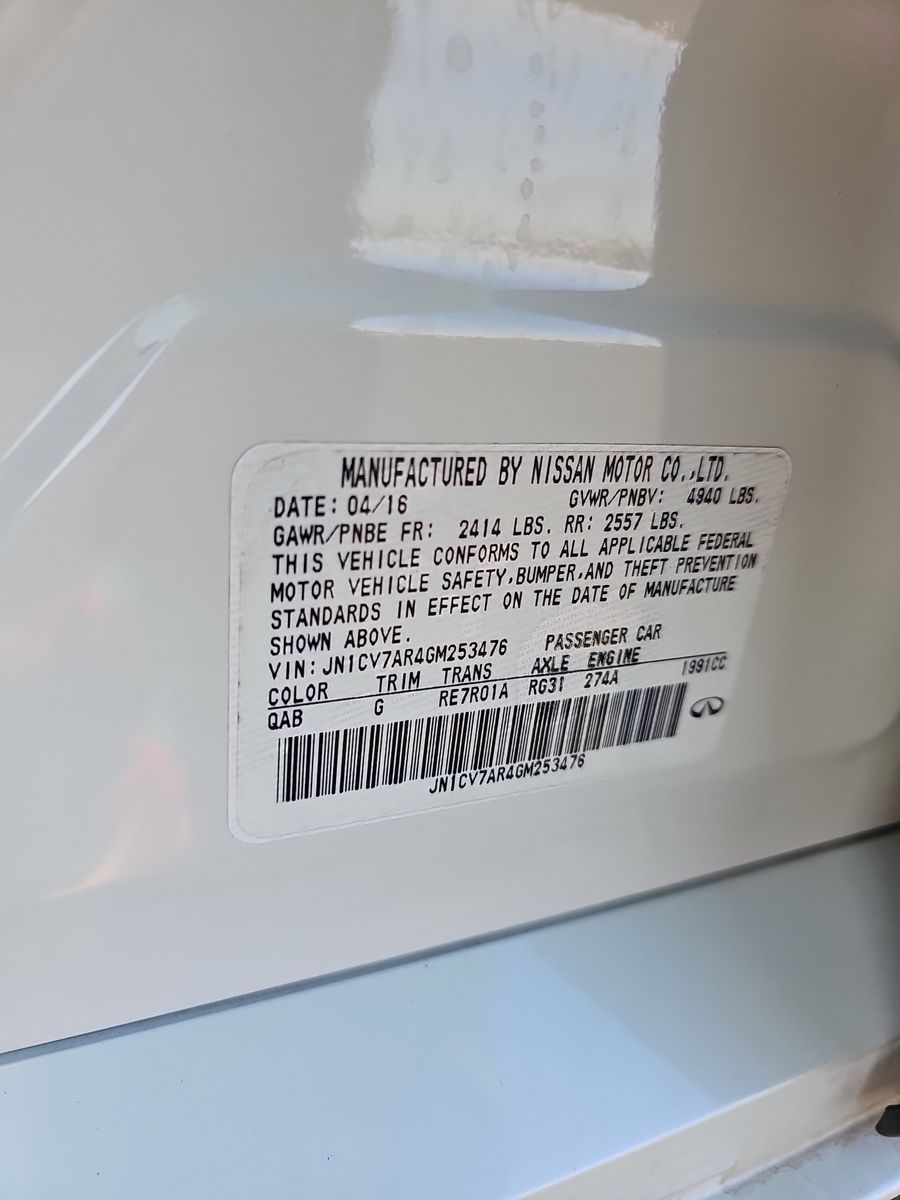 MANUFACTURED BY NISSAN MOTOR CO.,LTD.
DATE: 04/16 GVWR/PNBV: 4940 LBS.
GAWR/PNBE FR: 2414 LBS. RR: 2557 LBS.
THIS VEHICLE CONFORMS TO ALL APPLICABLE FEDERAL
MOTOR VEHICLE SAFETY,BUMPER,AND THEFT PREVENTION
STANDARDS IN EFFECT ON THE DATE OF MANUFACTURE
SHOWN ABOVE.
VIN: JN1CV7AR4GM253476 PASSENGER CAR
COLOR TRIM TRANS AXLE ENGINE
QAB G RE7R01A RG31 274A 1991CC
JN1CV7AR4GM253476